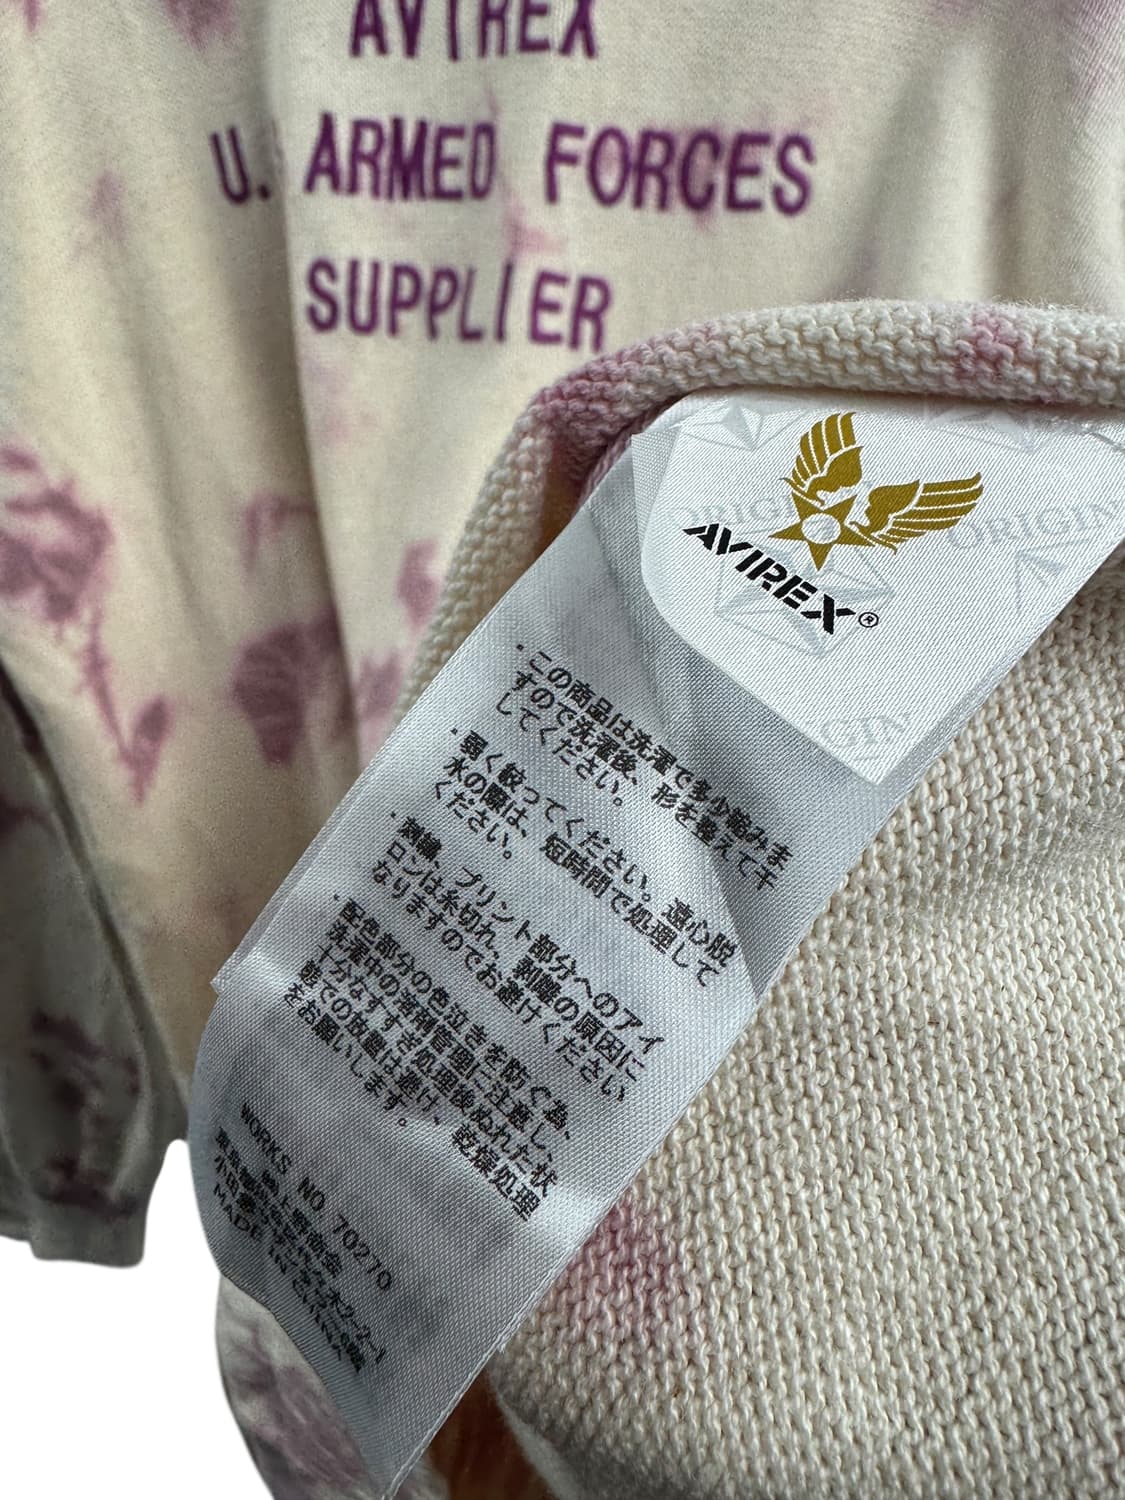 AVIREX
U. ARMED FORCES
SUPPLIER
AVIREX®
ORIGIN
・この商品は洗濯で多少縮みま
すので洗濯後、形を整えて干
してください。
・弱く絞ってください。遠心脱
水の際は、短時間で処理して
ください。
・刺繍、プリント部分へのアイ
ロンは糸切れ、剥離の原因に
なりますのでお避けください
・配色部分の色泣きを防ぐ為、
洗濯中の溶剤管理に注意し、
十分なすすぎ処理後ぬれた状
態での放置は避け、乾燥処理
をお願いします。
WORKS NO 70270
MADE IN CHINA